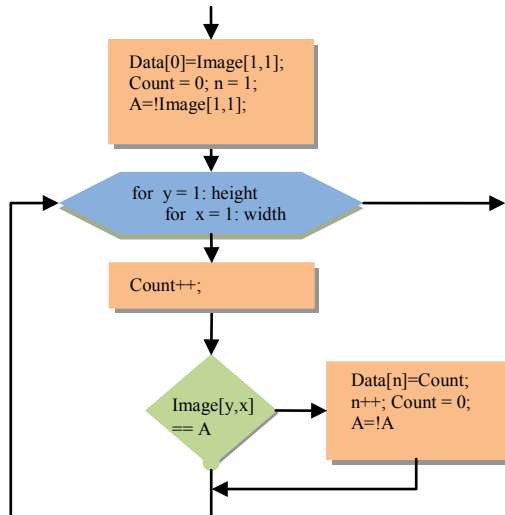 Data[0]=Image[1,1];
Count = 0; n = 1;
A=!Image[1,1];
for y = 1: height
for x = 1: width
Count++;
Image[y,x]
== A
Data[n]=Count;
n++; Count = 0;
A=!A